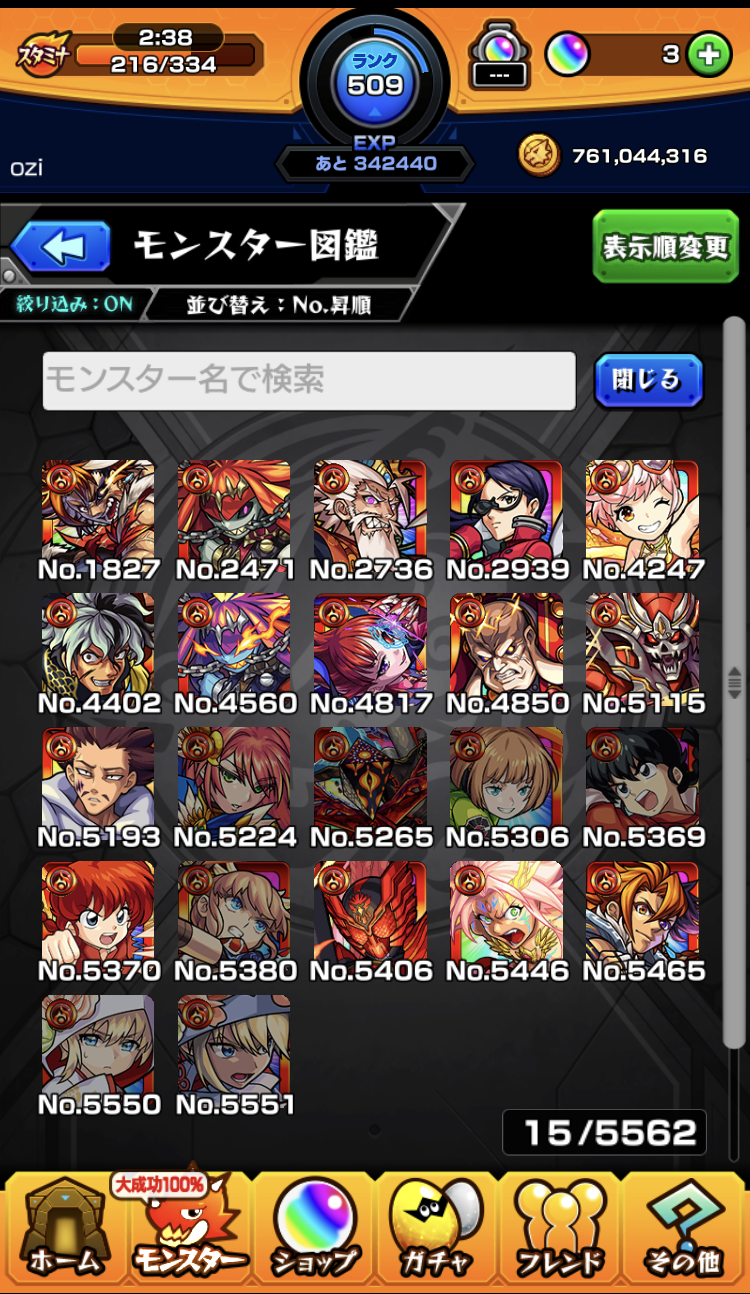 スタミナ
2:38
216/334
ランク
509
EXP
あと 342440
---
3
ozi
761,044,316
モンスター図鑑
表示順変更
絞り込み:ON
並び替え:No.昇順
モンスター名で検索
閉じる
No.1827 No.2471 No.2736 No.2939 No.4247
No.4402 No.4560 No.4817 No.4850 No.5115
No.5193 No.5224 No.5265 No.5306 No.5369
No.5370 No.5380 No.5406 No.5446 No.5465
No.5550 No.5551
15/5562
大成功100%
ホーム モンスター ショップ ガチャ フレンド その他